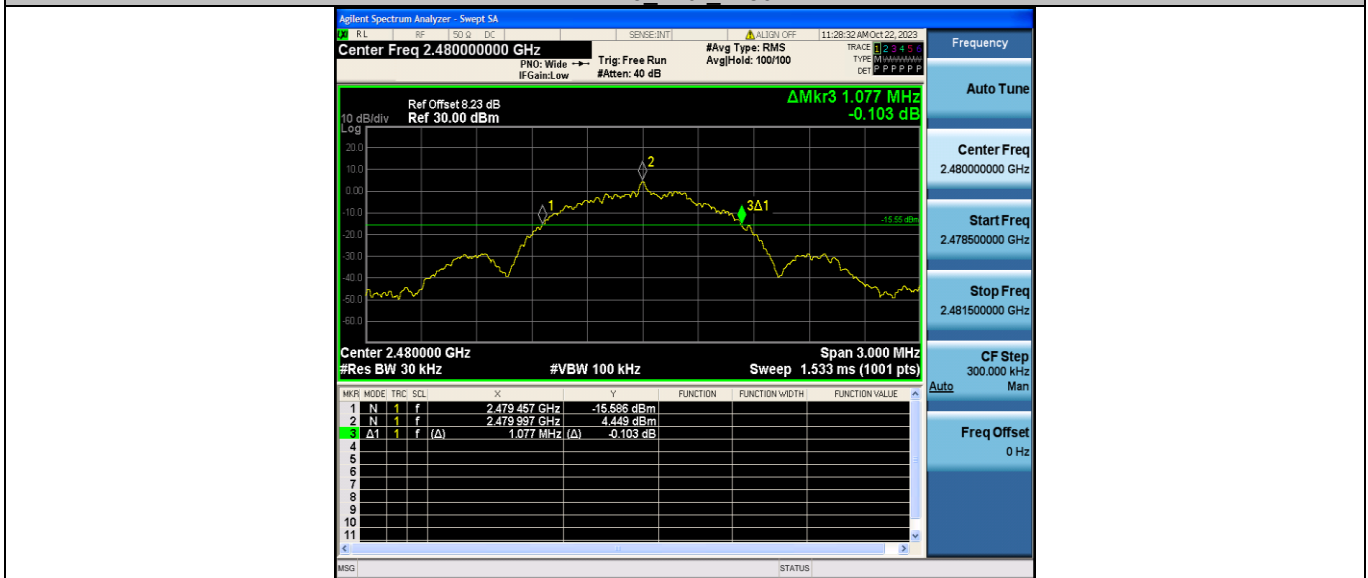 Agilent Spectrum Analyzer - Swept SA
RL RF 50 Ω DC SENSE:INT ALIGN OFF 11:28:32 AM Oct 22, 2023
Center Freq 2.480000000 GHz
PNO: Wide
IFGain:Low
Trig: Free Run
#Atten: 40 dB
#Avg Type: RMS
Avg|Hold: 100/100
TRACE 1 2 3 4 5 6
TYPE M
DET P P P P P P
ΔMkr3 1.077 MHz
-0.103 dB
Ref Offset 8.23 dB
10 dB/div Ref 30.00 dBm
Log
20.0
10.0
0.00
-10.0
-20.0
-30.0
-40.0
-50.0
-60.0
1
2
3Δ1
-15.55 dBm
Center 2.480000 GHz Span 3.000 MHz
#Res BW 30 kHz #VBW 100 kHz Sweep 1.533 ms (1001 pts)
MKR MODE TRC SCL X Y FUNCTION FUNCTION WIDTH FUNCTION VALUE
1 N 1 f 2.479 457 GHz -15.586 dBm
2 N 1 f 2.479 997 GHz 4.449 dBm
3 Δ1 1 f (Δ) 1.077 MHz (Δ) -0.103 dB
4
5
6
7
8
9
10
11
MSG STATUS
Frequency
Auto Tune
Center Freq
2.480000000 GHz
Start Freq
2.478500000 GHz
Stop Freq
2.481500000 GHz
CF Step
300.000 kHz
Auto Man
Freq Offset
0 Hz